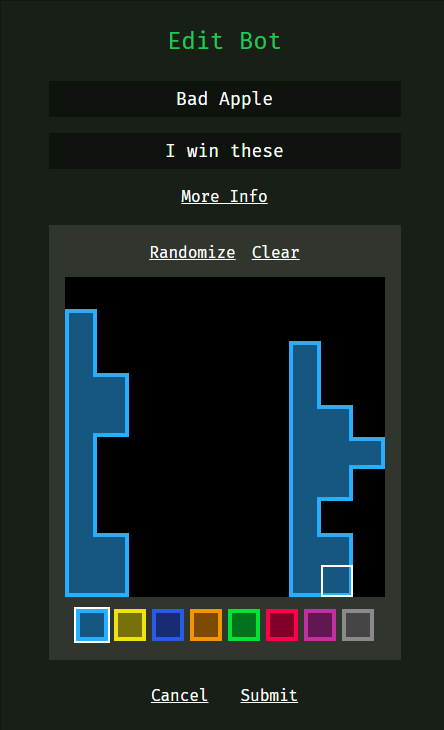 Edit Bot
Bad Apple
I win these
More Info
Randomize Clear
Cancel Submit